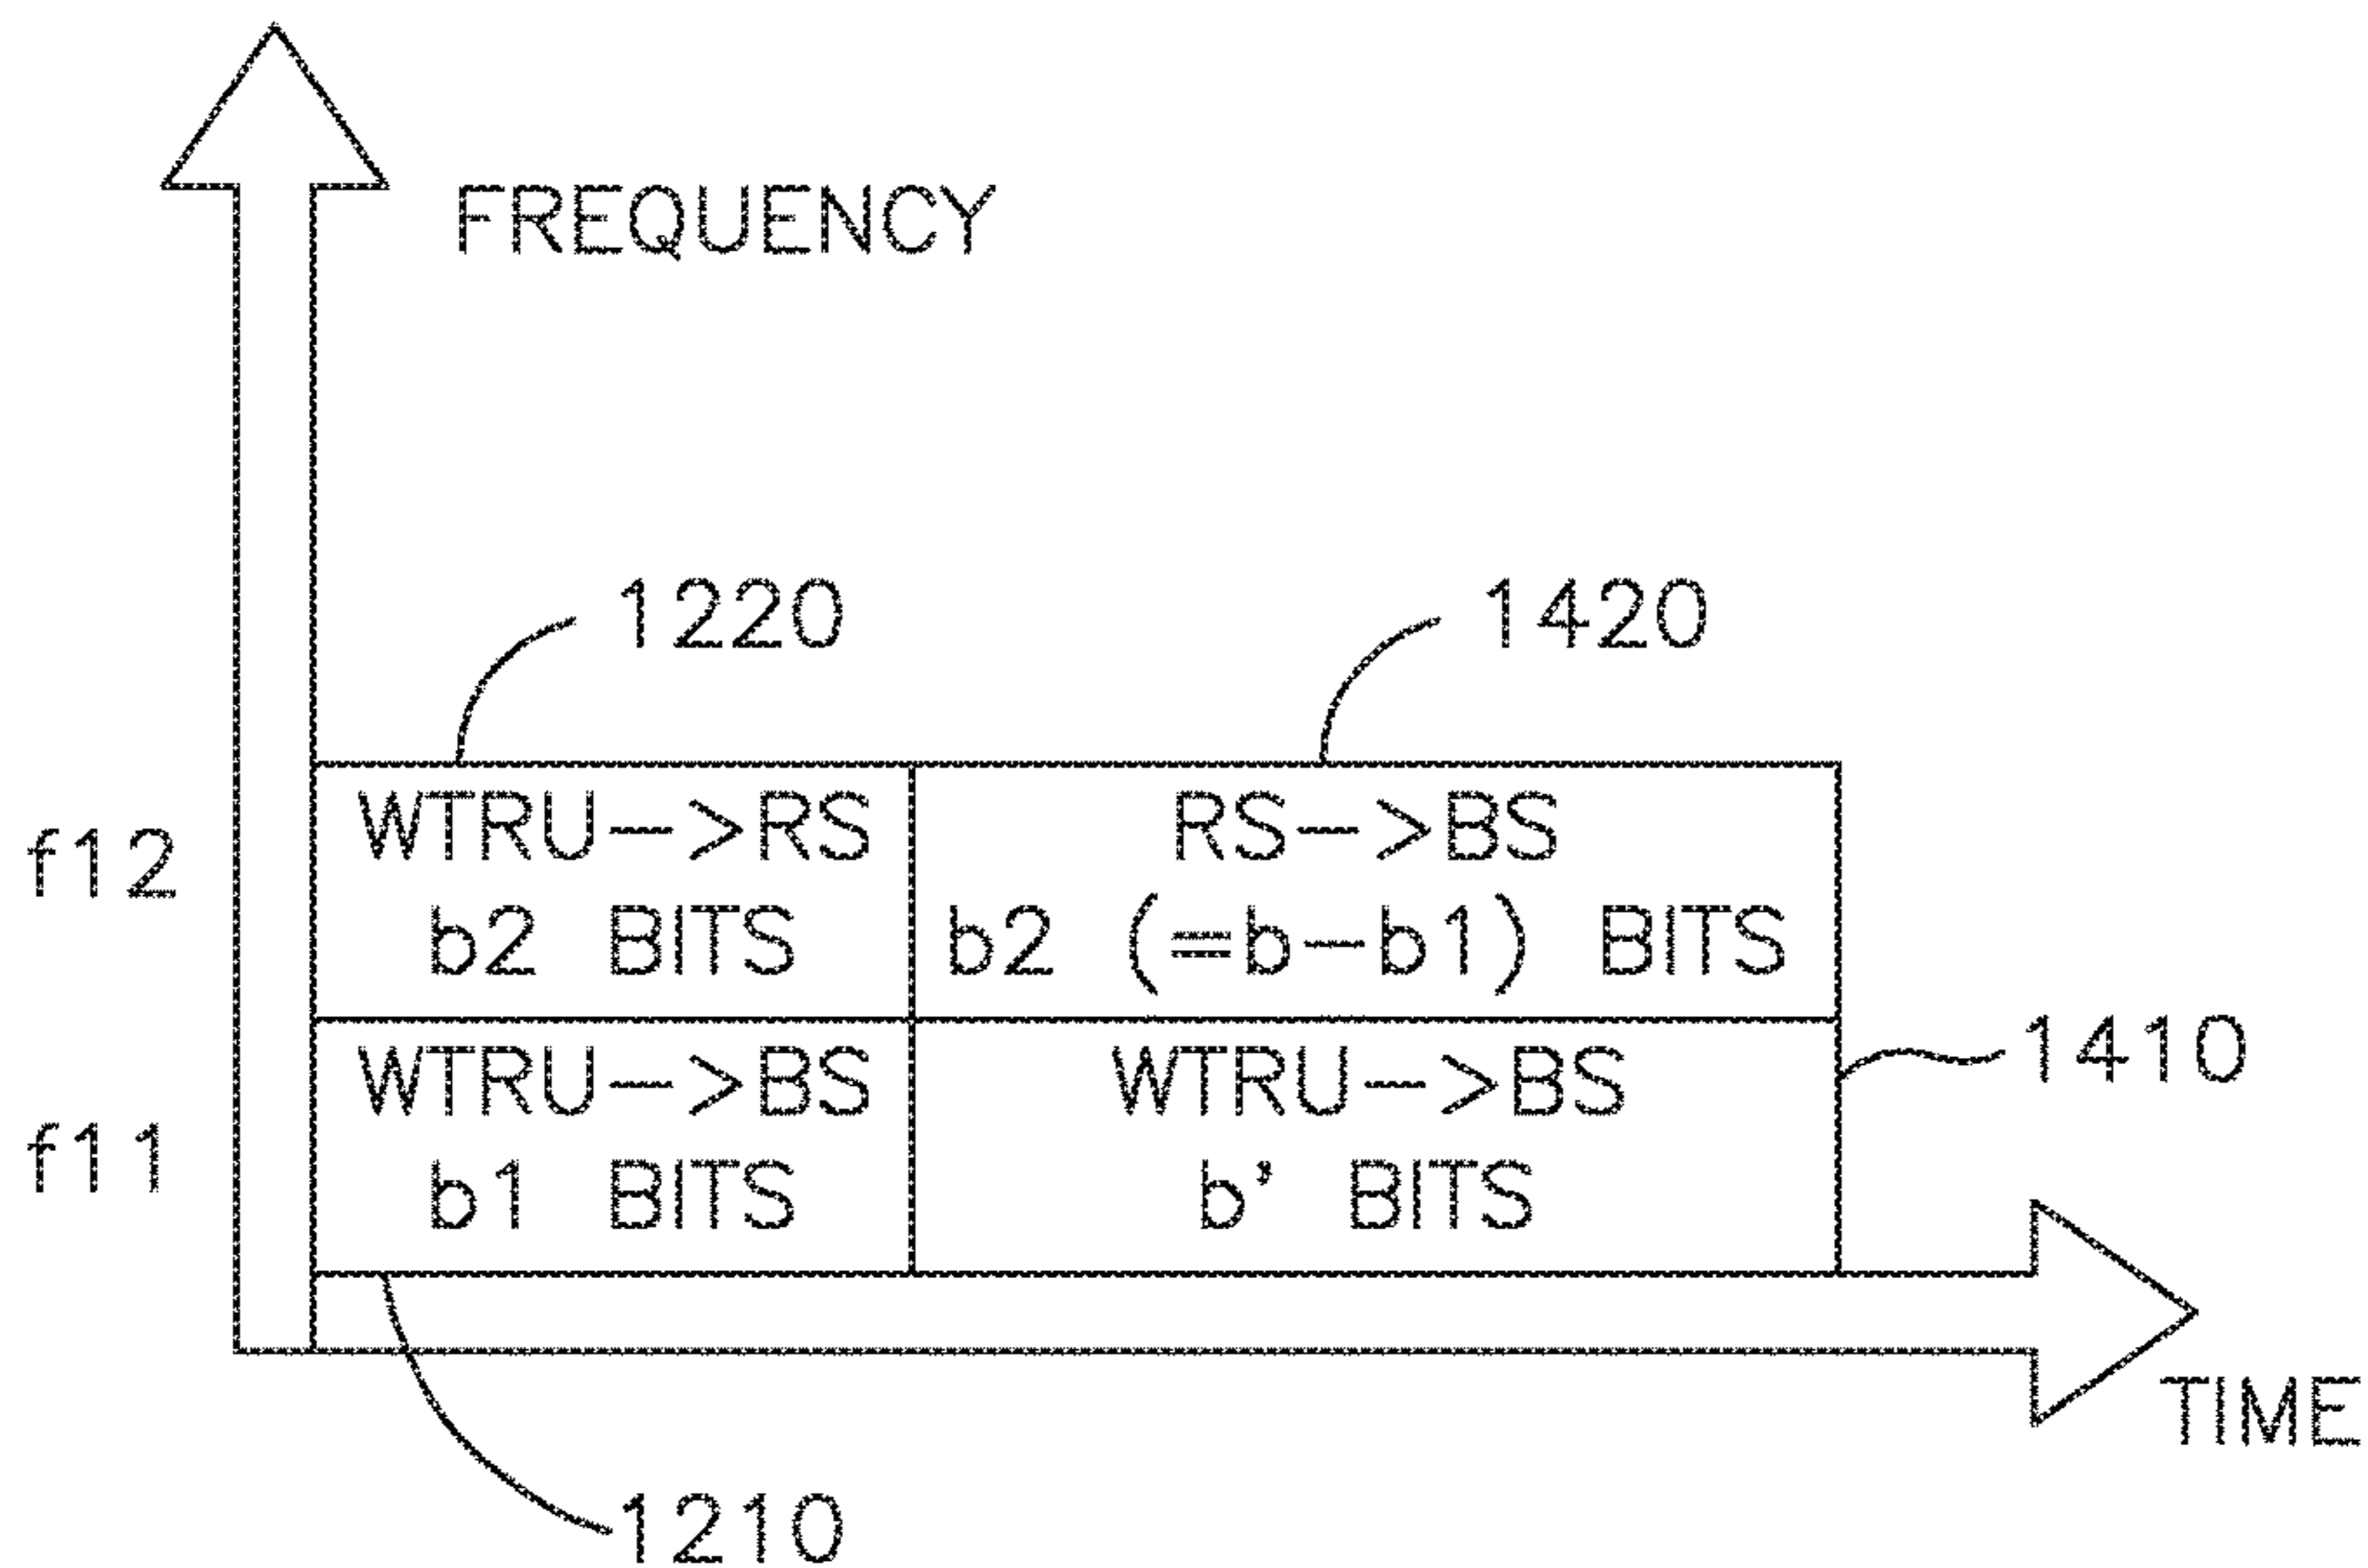 FREQUENCY
1220
1420
f12
WTRU->RS
b2 BITS
RS->BS
b2 (=b-b1) BITS
f11
WTRU->BS
b1 BITS
WTRU->BS
b' BITS
1410
TIME
1210